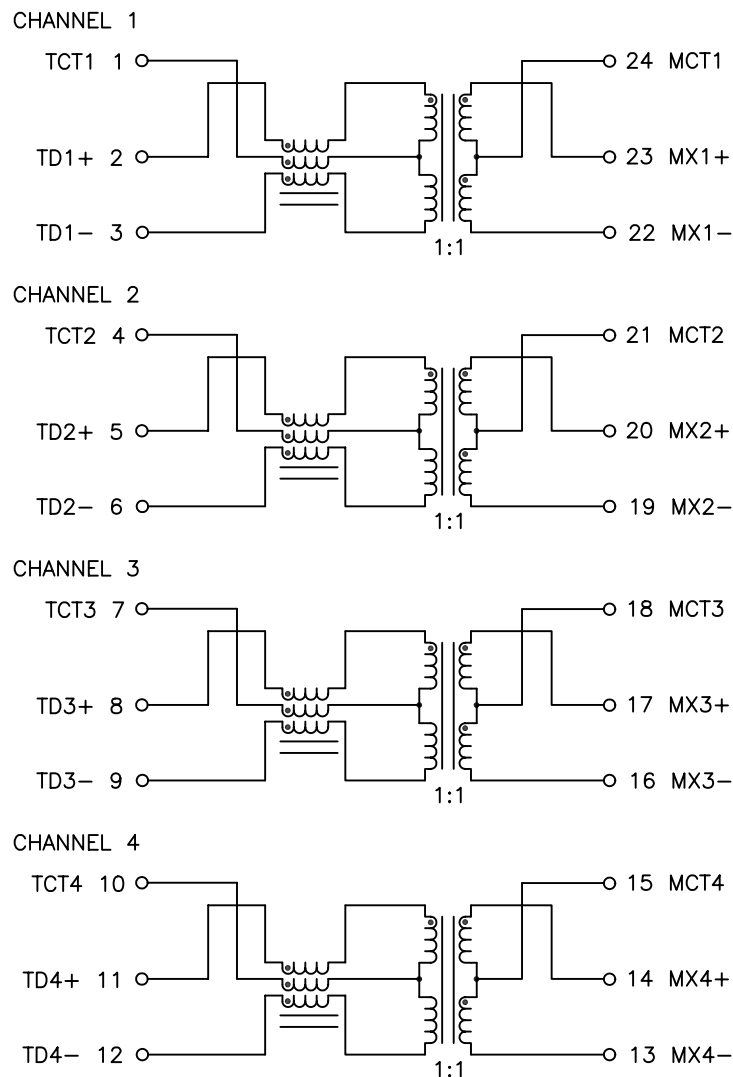 CHANNEL 1
TCT1 1
24 MCT1
TD1+ 2
23 MX1+
TD1- 3
22 MX1-
1:1
CHANNEL 2
TCT2 4
21 MCT2
TD2+ 5
20 MX2+
TD2- 6
19 MX2-
1:1
CHANNEL 3
TCT3 7
18 MCT3
TD3+ 8
17 MX3+
TD3- 9
16 MX3-
1:1
CHANNEL 4
TCT4 10
15 MCT4
TD4+ 11
14 MX4+
TD4- 12
13 MX4-
1:1